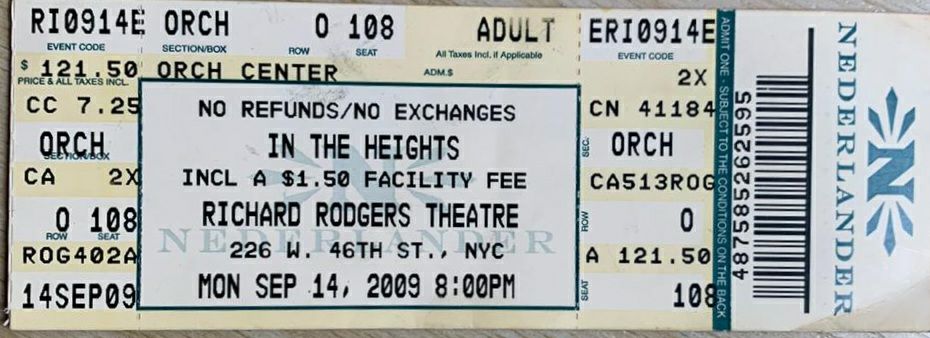 RI0914E ORCH O 108 ADULT ERI0914E
EVENT CODE SECTION/BOX ROW SEAT All Taxes Incl. if Applicable EVENT CODE
$ 121.50 ORCH CENTER ADM.$ 2X
PRICE & ALL TAXES INCL.
CC 7.25 NO REFUNDS/NO EXCHANGES CN 41184
ORCH IN THE HEIGHTS SEC. ORCH
SECTION/BOX
CA 2X INCL A $1.50 FACILITY FEE CA513ROG
O 108 RICHARD RODGERS THEATRE ROW O
ROW SEAT NEDERLANDER
ROG402A 226 W. 46TH ST., NYC A 121.50
14SEP09 MON SEP 14, 2009 8:00PM SEAT 108
ADMIT ONE - SUBJECT TO THE CONDITIONS ON THE BACK
487585262595
NEDERLANDER
N